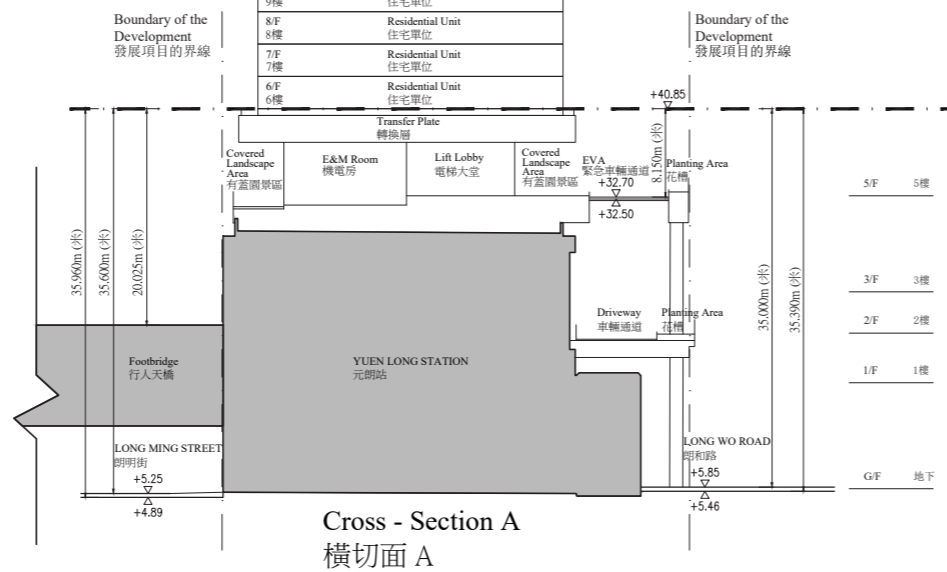 9樓
住宅單位
8/F
Residential Unit
8樓
住宅單位
7/F
Residential Unit
7樓
住宅單位
6/F
Residential Unit
6樓
住宅單位
Boundary of the
Development
發展項目的界線
Boundary of the
Development
發展項目的界線
+40.85
Transfer Plate
轉換層
Covered
Landscape
Area
有蓋園景區
E&M Room
機電房
Lift Lobby
電梯大堂
Covered
Landscape
Area
有蓋園景區
EVA
緊急車輛通道
+32.70
+32.50
8.150m (米)
Planting Area
花槽
5/F 5樓
35.960m (米)
35.600m (米)
20.025m (米)
35.000m (米)
35.390m (米)
3/F 3樓
Driveway
車輛通道
Planting Area
花槽
2/F 2樓
Footbridge
行人天橋
YUEN LONG STATION
元朗站
1/F 1樓
LONG MING STREET
朗明街
+5.25
+4.89
LONG WO ROAD
朗和路
+5.85
+5.46
G/F 地下
Cross - Section A
橫切面 A